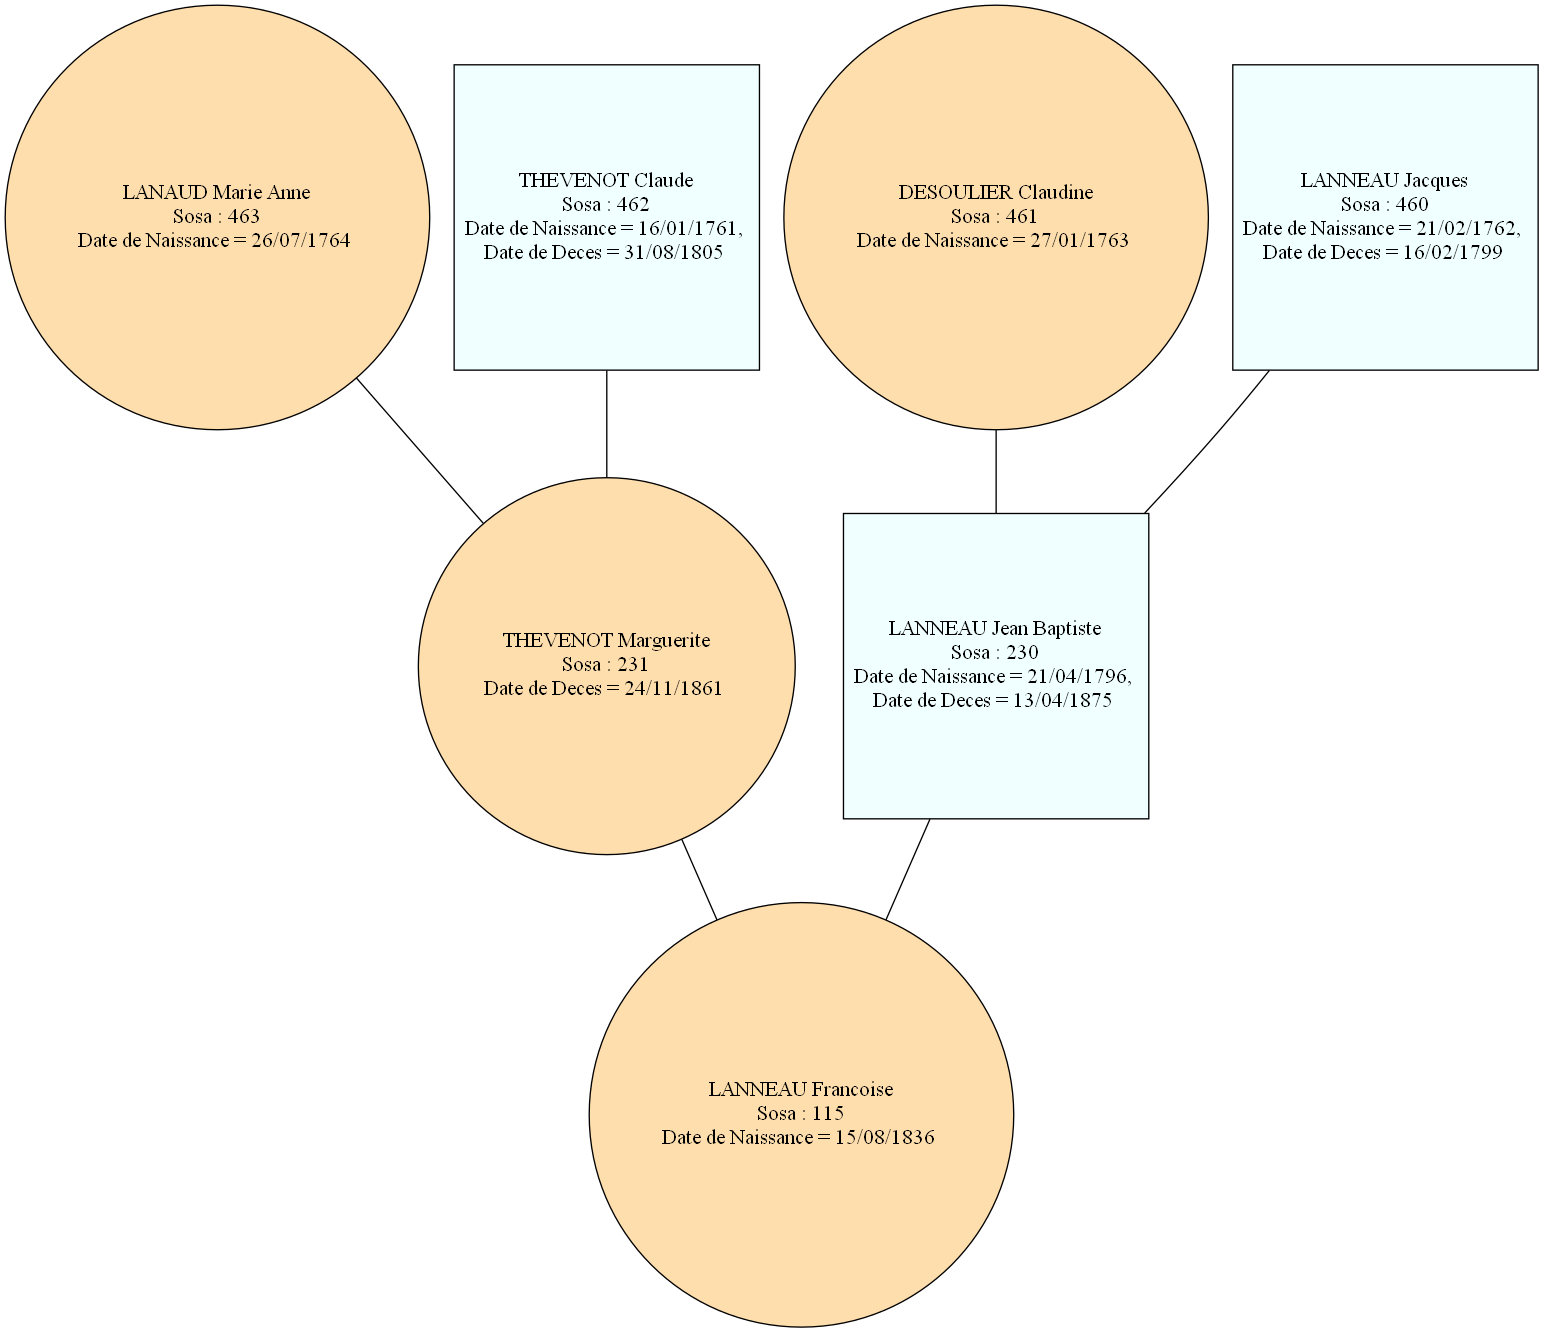 LANAUD Marie Anne
Sosa : 463
Date de Naissance = 26/07/1764
THEVENOT Claude
Sosa : 462
Date de Naissance = 16/01/1761,
Date de Deces = 31/08/1805
DESOULIER Claudine
Sosa : 461
Date de Naissance = 27/01/1763
LANNEAU Jacques
Sosa : 460
Date de Naissance = 21/02/1762,
Date de Deces = 16/02/1799
THEVENOT Marguerite
Sosa : 231
Date de Deces = 24/11/1861
LANNEAU Jean Baptiste
Sosa : 230
Date de Naissance = 21/04/1796,
Date de Deces = 13/04/1875
LANNEAU Francoise
Sosa : 115
Date de Naissance = 15/08/1836